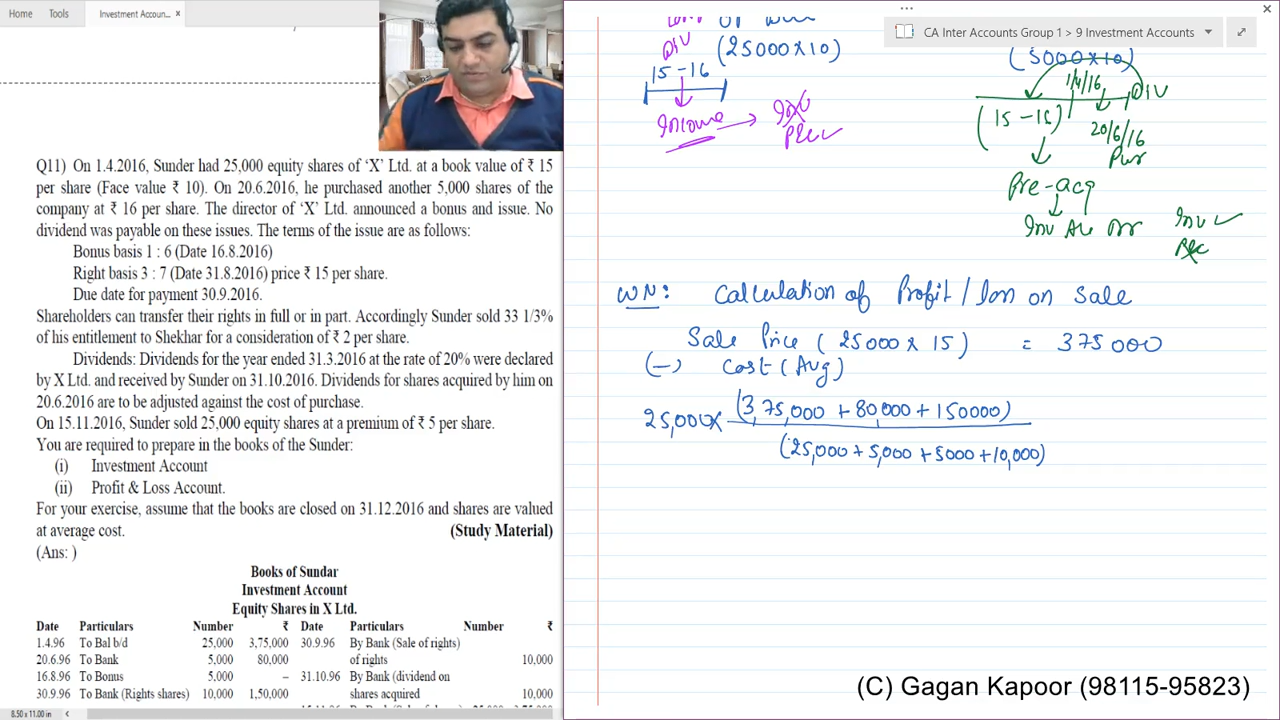 Home Tools Investment Accoun... ×
CA Inter Accounts Group 1 > 9 Investment Accounts
Q11) On 1.4.2016, Sunder had 25,000 equity shares of 'X' Ltd. at a book value of ₹ 15
per share (Face value ₹ 10). On 20.6.2016, he purchased another 5,000 shares of the
company at ₹ 16 per share. The director of 'X' Ltd. announced a bonus and issue. No
dividend was payable on these issues. The terms of the issue are as follows:
Bonus basis 1 : 6 (Date 16.8.2016)
Right basis 3 : 7 (Date 31.8.2016) price ₹ 15 per share.
Due date for payment 30.9.2016.
Shareholders can transfer their rights in full or in part. Accordingly Sunder sold 33 1/3%
of his entitlement to Shekhar for a consideration of ₹ 2 per share.
Dividends: Dividends for the year ended 31.3.2016 at the rate of 20% were declared
by X Ltd. and received by Sunder on 31.10.2016. Dividends for shares acquired by him on
20.6.2016 are to be adjusted against the cost of purchase.
On 15.11.2016, Sunder sold 25,000 equity shares at a premium of ₹ 5 per share.
You are required to prepare in the books of the Sunder:
(i) Investment Account
(ii) Profit & Loss Account.
For your exercise, assume that the books are closed on 31.12.2016 and shares are valued
at average cost. (Study Material)
(Ans: )
Books of Sundar
Investment Account
Equity Shares in X Ltd.
Date Particulars Number ₹ Date Particulars Number ₹
1.4.96 To Bal b/d 25,000 3,75,000 30.9.96 By Bank (Sale of rights)
20.6.96 To Bank 5,000 80,000 of rights 10,000
16.8.96 To Bonus 5,000 – 31.10.96 By Bank (dividend on
30.9.96 To Bank (Rights shares) 10,000 1,50,000 shares acquired 10,000
8.50 x 11.00 in
DIV (25000×10)
15-16
Income → Inv
P&L ✓
(5000×10)
1/4/16 DIV
(15-16) 20/6/16
Pur
Pre-acq
Inv A/c Inv ✓
P&L
WN: Calculation of Profit/Loss on Sale
Sale Price (25000 × 15) = 375000
(-) Cost (Avg)
25,000 × (3,75,000 + 80,000 + 150000)
(25,000 + 5,000 + 5000 + 10,000)
(C) Gagan Kapoor (98115-95823)